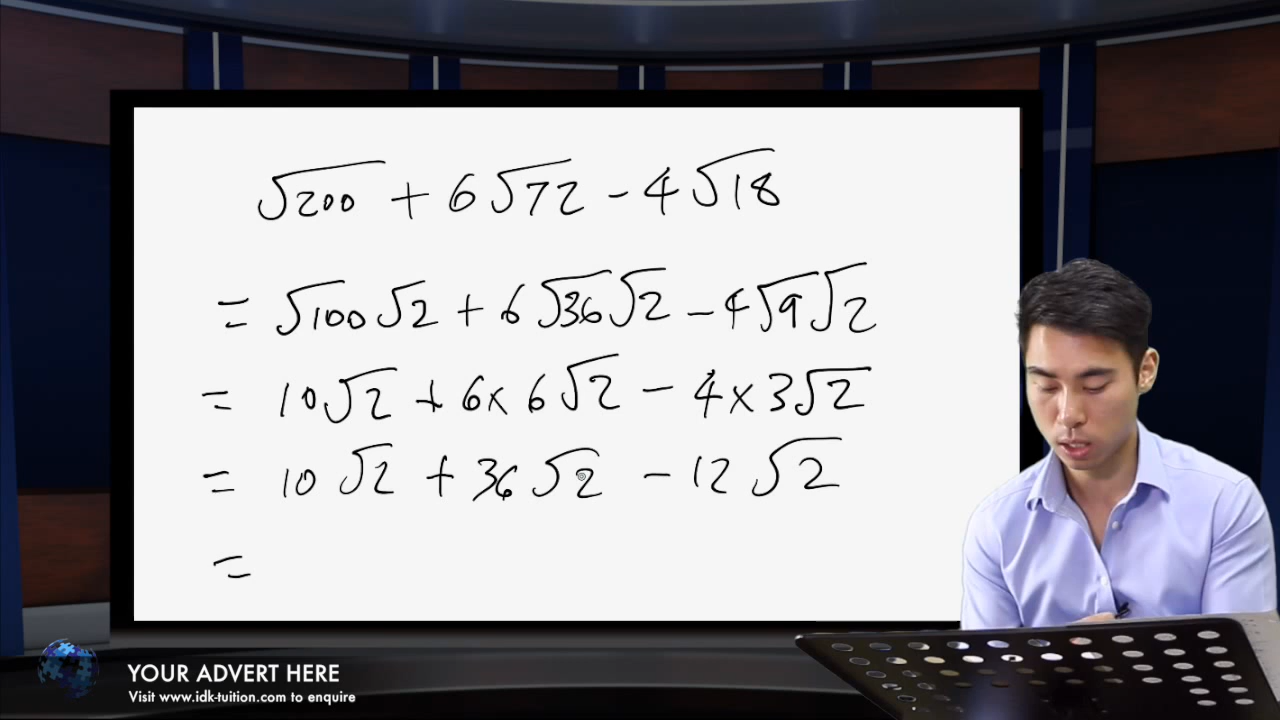 √200 + 6√72 - 4√18
= √100√2 + 6√36√2 - 4√9√2
= 10√2 + 6×6√2 - 4×3√2
= 10√2 + 36√2 - 12√2
=
YOUR ADVERT HERE
Visit www.idk-tuition.com to enquire